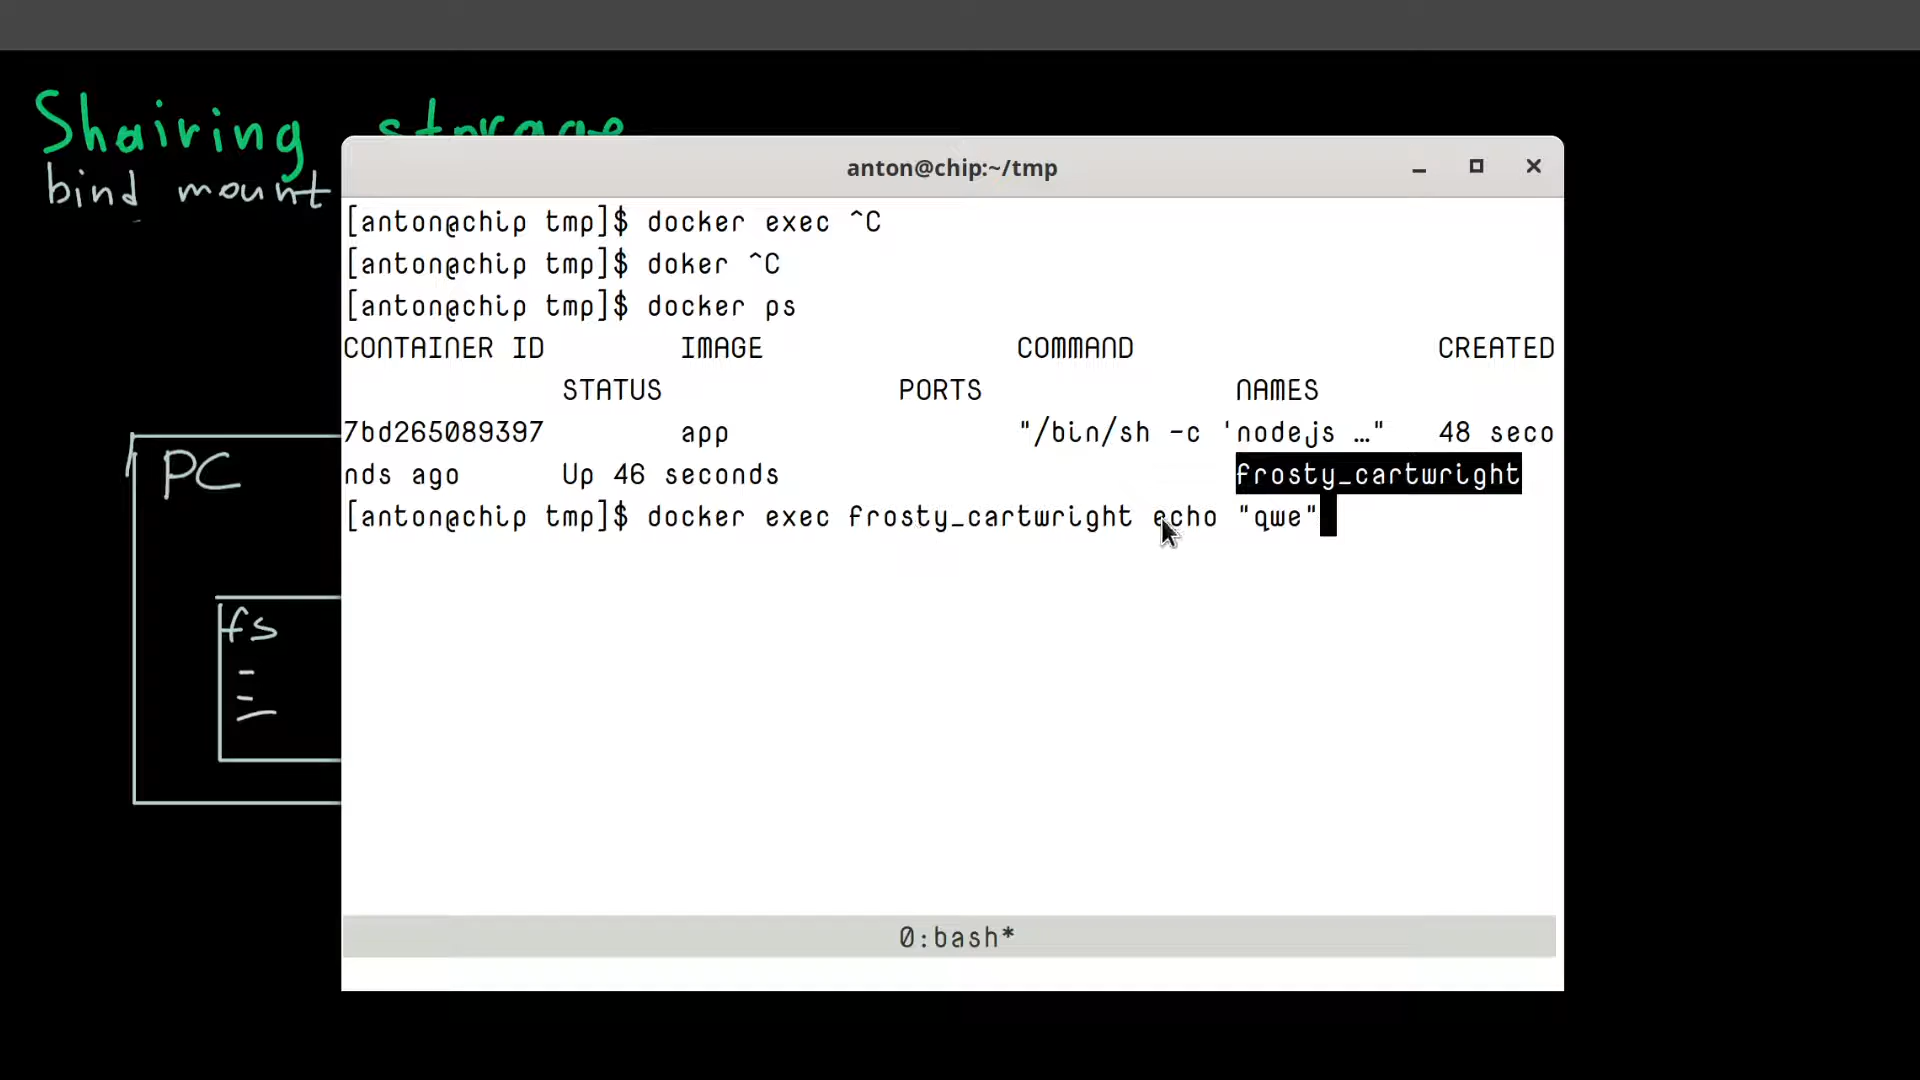 Shairing storage
bind mount
anton@chip:~/tmp
[anton@chip tmp]$ docker exec ^C
[anton@chip tmp]$ doker ^C
[anton@chip tmp]$ docker ps
CONTAINER ID IMAGE COMMAND CREATED
STATUS PORTS NAMES
7bd265089397 app "/bin/sh -c 'nodejs …" 48 seco
nds ago Up 46 seconds frosty_cartwright
[anton@chip tmp]$ docker exec frosty_cartwright echo "qwe"
PC
fs
0:bash*